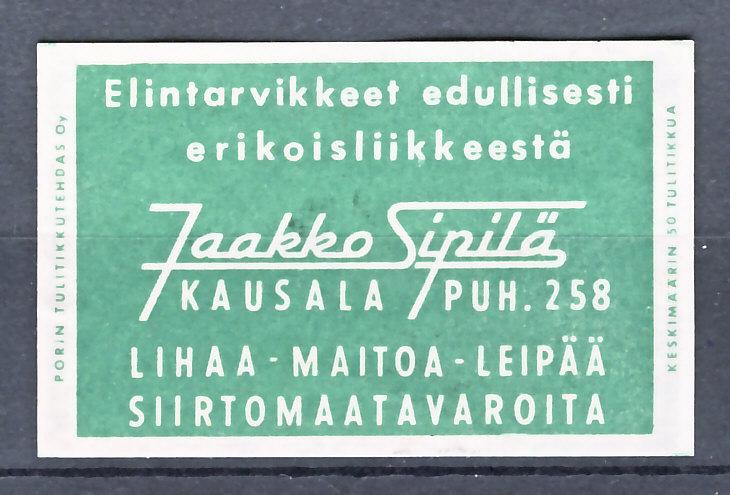 Elintarvikkeet edullisesti
erikoisliikkeestä
Jaakko Sipilä
KAUSALA PUH. 258
LIHAA - MAITOA - LEIPÄÄ
SIIRTOMAATAVAROITA
PORIN TULITIKKUTEHDAS Oy
KESKIMÄÄRIN 50 TULITIKKUA